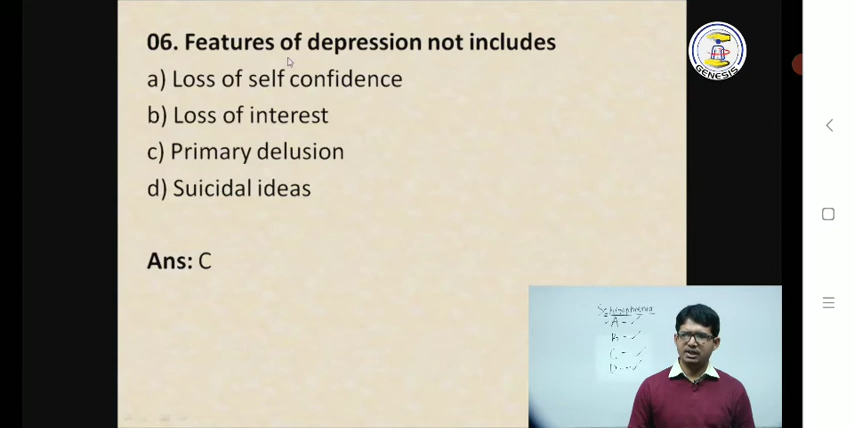 06. Features of depression not includes
a) Loss of self confidence
b) Loss of interest
c) Primary delusion
d) Suicidal ideas
Ans: C
GENESIS
Schizophrenia
A -
B -
C -
D -